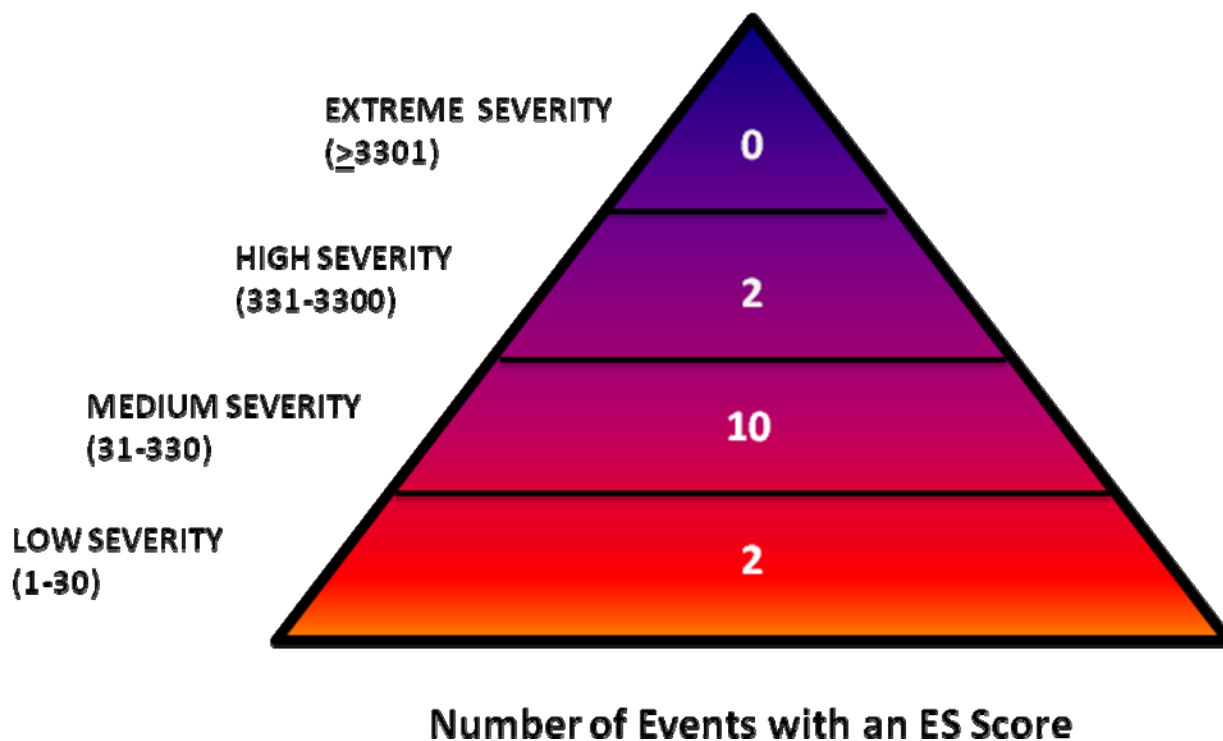 EXTREME SEVERITY
(≥3301)
0
HIGH SEVERITY
(331-3300)
2
MEDIUM SEVERITY
(31-330)
10
LOW SEVERITY
(1-30)
2
Number of Events with an ES Score